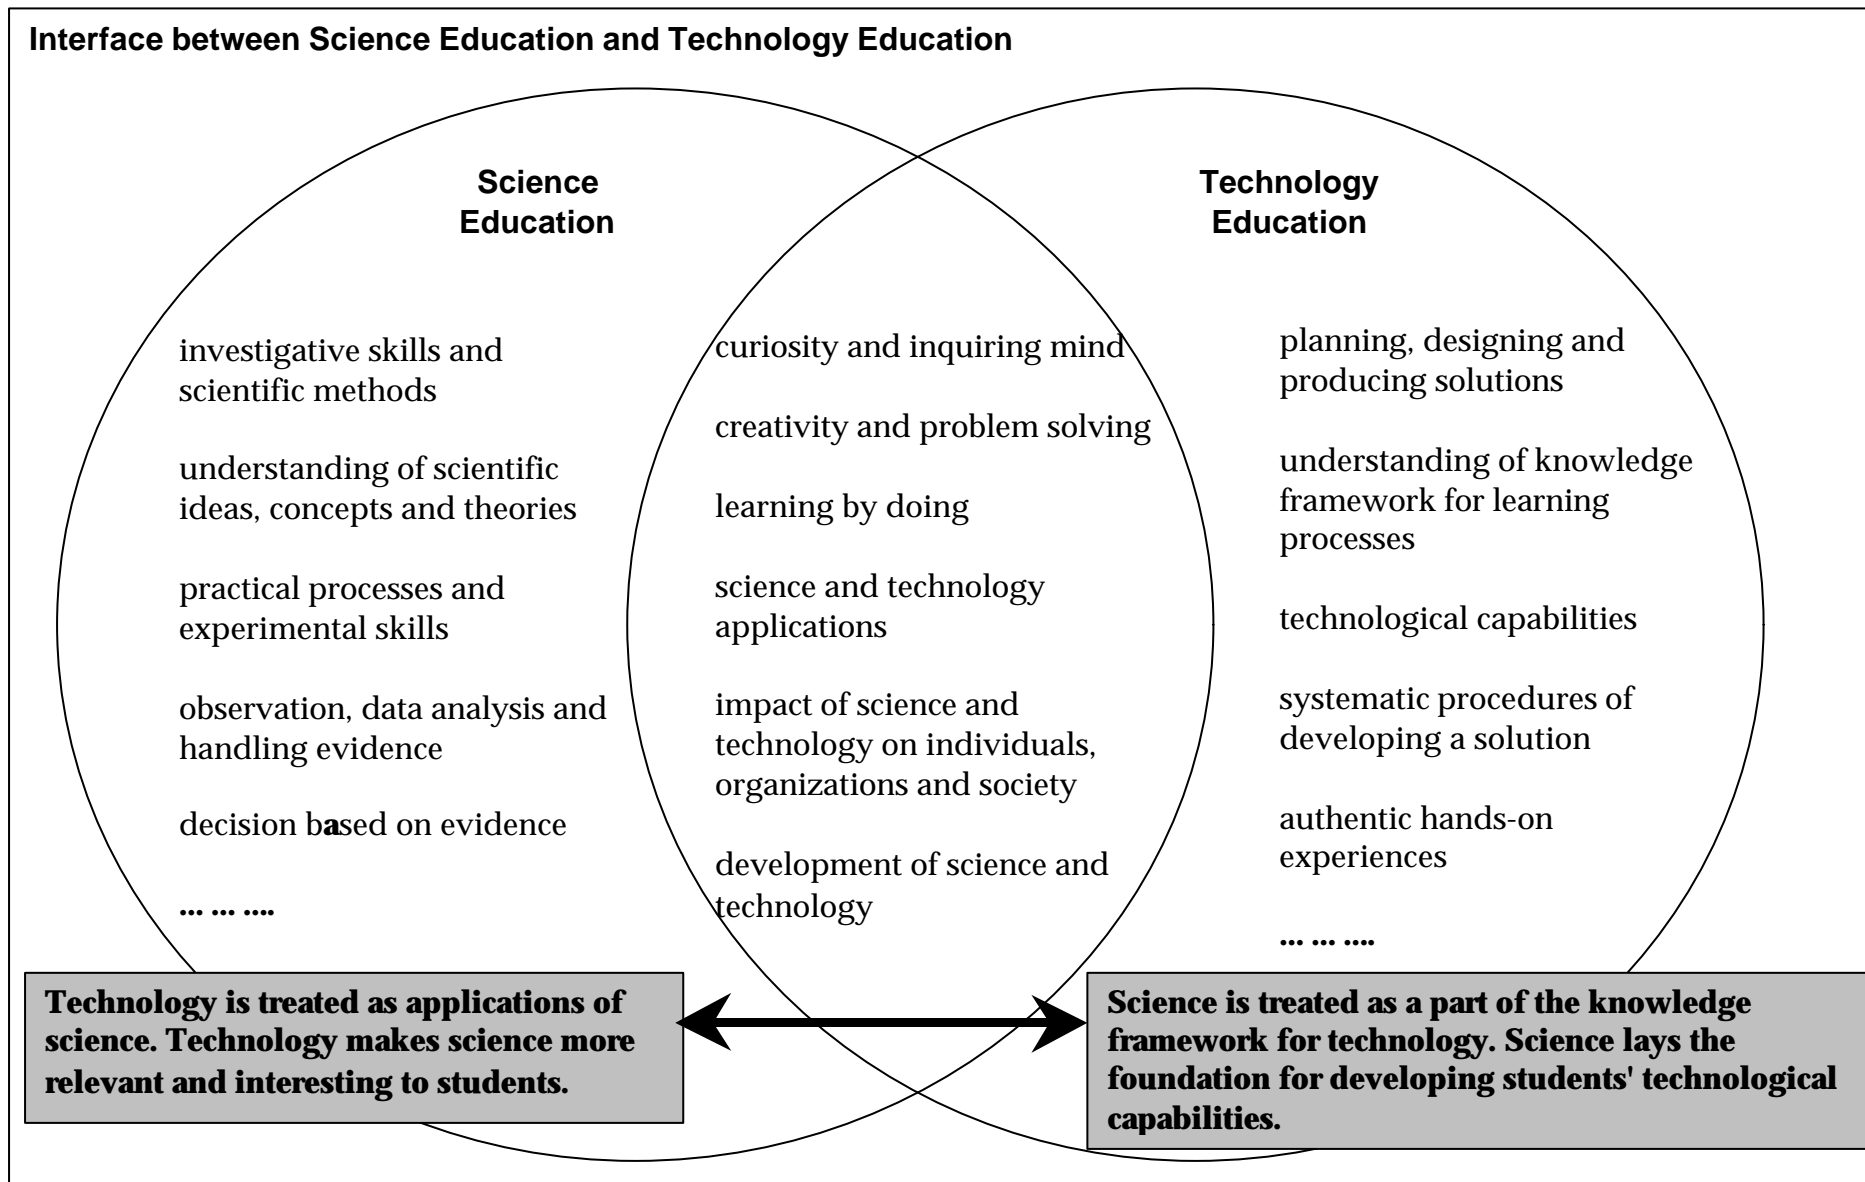 Interface between Science Education and Technology Education
Science
Education
investigative skills and
scientific methods
understanding of scientific
ideas, concepts and theories
practical processes and
experimental skills
observation, data analysis and
handling evidence
decision based on evidence
... ... ....
curiosity and inquiring mind
creativity and problem solving
learning by doing
science and technology
applications
impact of science and
technology on individuals,
organizations and society
development of science and
technology
Technology
Education
planning, designing and
producing solutions
understanding of knowledge
framework for learning
processes
technological capabilities
systematic procedures of
developing a solution
authentic hands-on
experiences
... ... ....
Technology is treated as applications of
science. Technology makes science more
relevant and interesting to students.
Science is treated as a part of the knowledge
framework for technology. Science lays the
foundation for developing students' technological
capabilities.